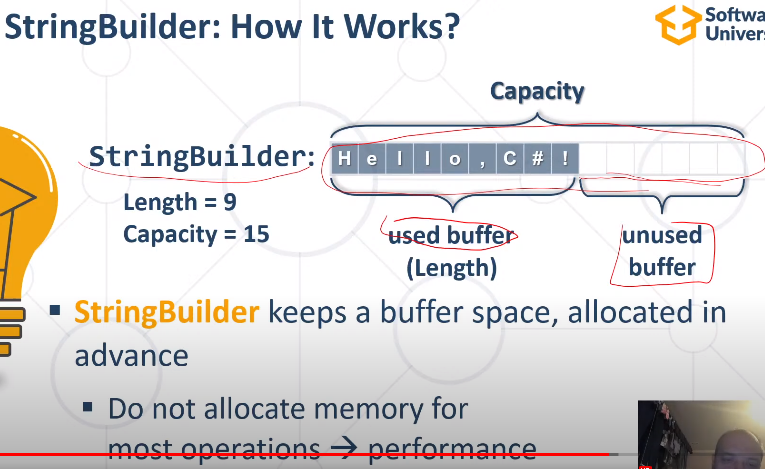 StringBuilder: How It Works?
Softwa
Univers
Capacity
StringBuilder: Hello,C#!
Length = 9
Capacity = 15
used buffer
(Length)
unused
buffer
▪ StringBuilder keeps a buffer space, allocated in
advance
▪ Do not allocate memory for
most operations → performance